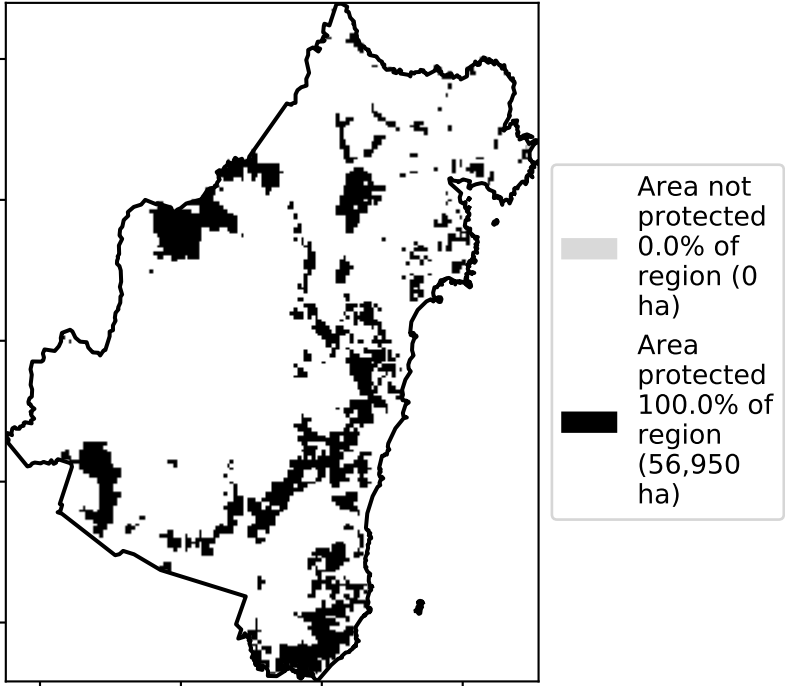 Area not
protected
0.0% of
region (0
ha)
Area
protected
100.0% of
region
(56,950
ha)